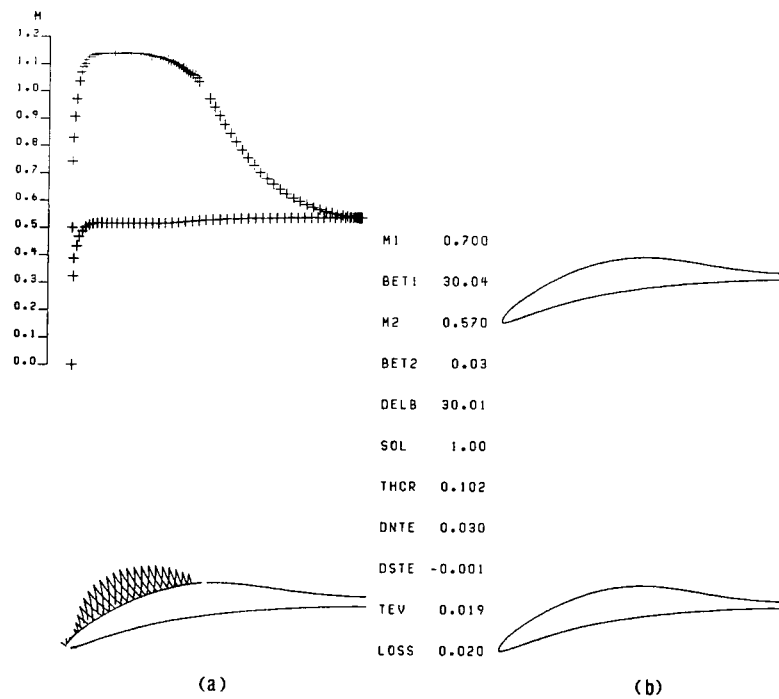 M
1.2
1.1
1.0
0.9
0.8
0.7
0.6
0.5
0.4
0.3
0.2
0.1
0.0
M1 0.700
BET1 30.04
M2 0.570
BET2 0.03
DELB 30.01
SOL 1.00
THCR 0.102
DNTE 0.030
DSTE -0.001
TEV 0.019
LOSS 0.020
(a)
(b)